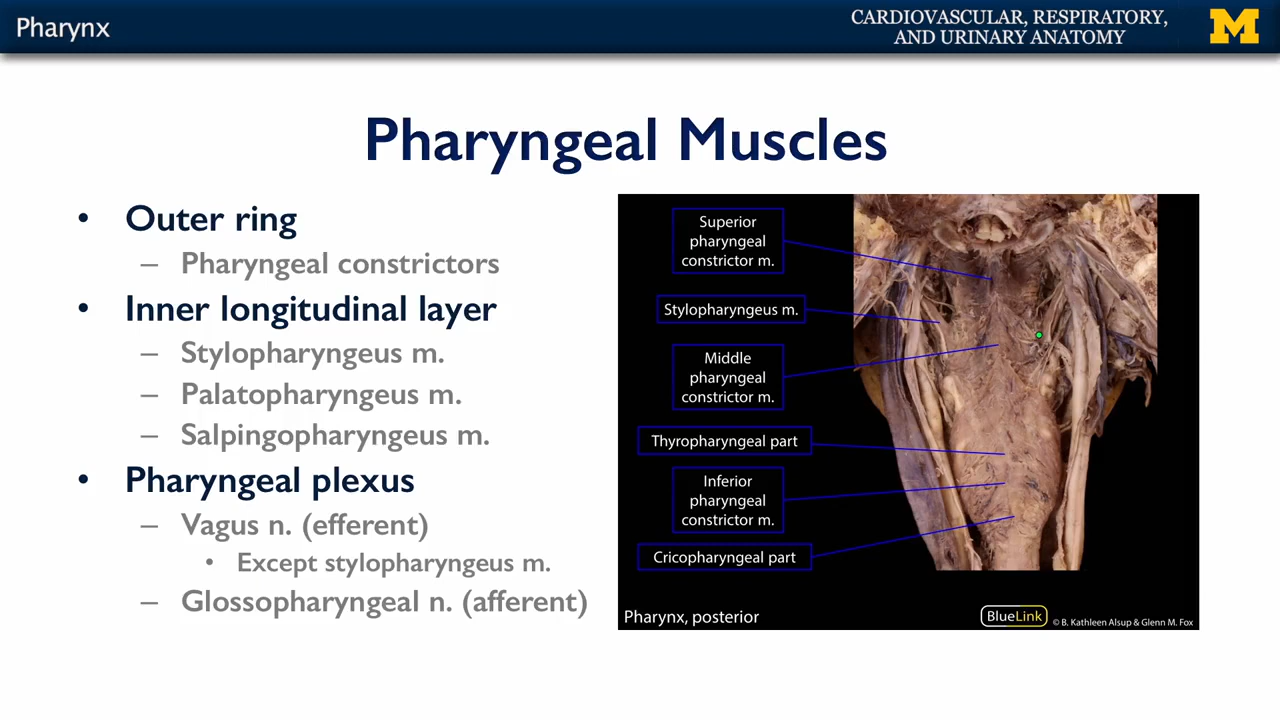 Pharynx
CARDIOVASCULAR, RESPIRATORY,
AND URINARY ANATOMY
M
Pharyngeal Muscles
• Outer ring
– Pharyngeal constrictors
• Inner longitudinal layer
– Stylopharyngeus m.
– Palatopharyngeus m.
– Salpingopharyngeus m.
• Pharyngeal plexus
– Vagus n. (efferent)
• Except stylopharyngeus m.
– Glossopharyngeal n. (afferent)
Superior
pharyngeal
constrictor m.
Stylopharyngeus m.
Middle
pharyngeal
constrictor m.
Thyropharyngeal part
Inferior
pharyngeal
constrictor m.
Cricopharyngeal part
Pharynx, posterior
BlueLink
© B. Kathleen Alsup & Glenn M. Fox